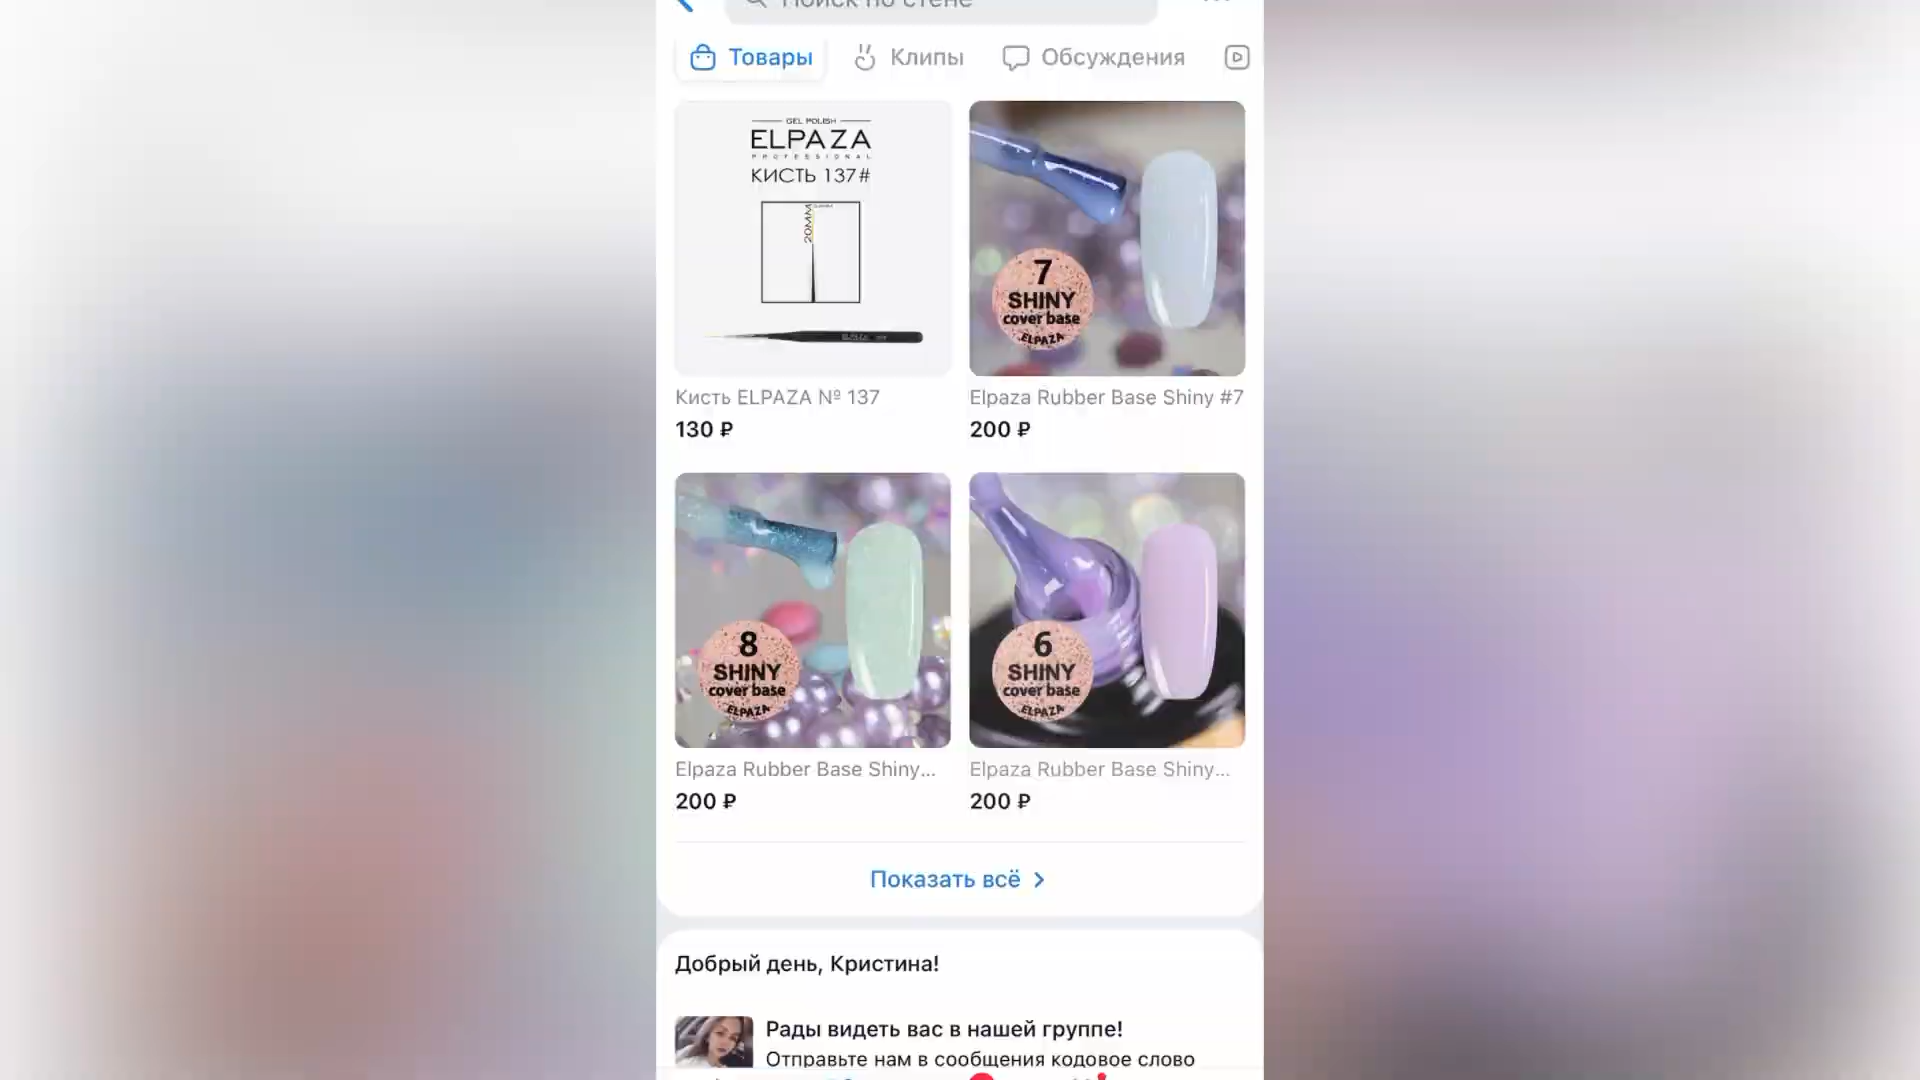 Поиск по стене
Товары
Клипы
Обсуждения
GEL POLISH
ELPAZA
PROFESSIONAL
КИСТЬ 137#
20MM
7
SHINY
cover base
ELPAZA
Кисть ELPAZA № 137
130 ₽
Elpaza Rubber Base Shiny #7
200 ₽
8
SHINY
cover base
ELPAZA
6
SHINY
cover base
ELPAZA
Elpaza Rubber Base Shiny...
200 ₽
Elpaza Rubber Base Shiny...
200 ₽
Показать всё
Добрый день, Кристина!
Рады видеть вас в нашей группе!
Отправьте нам в сообщения кодовое слово